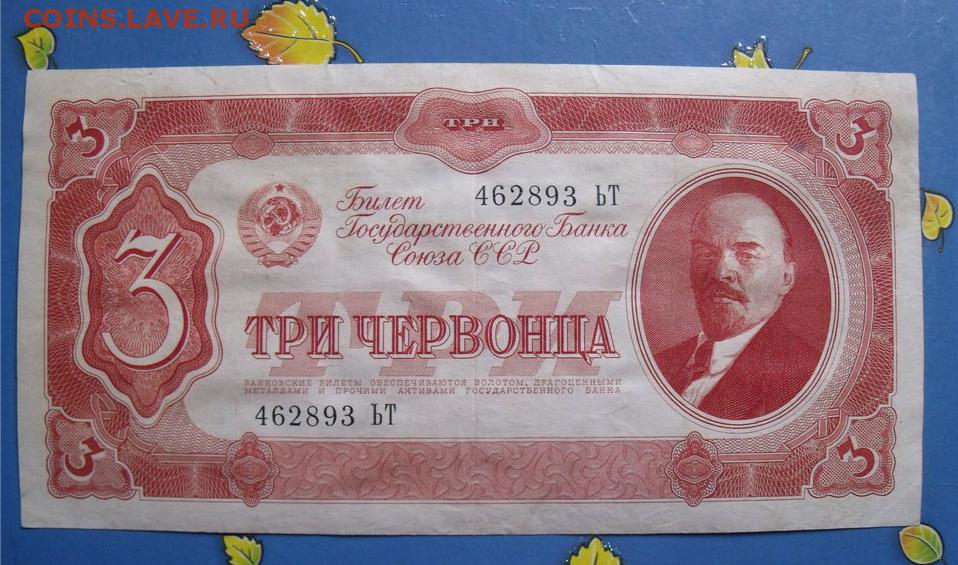 COINS.LAVE.RU
3
ТРИ
3
Билет
462893 ЬТ
Государственного Банка
Союза ССР
3
ТРИ
ТРИ ЧЕРВОНЦА
БАНКОВСКИЕ БИЛЕТЫ ОБЕСПЕЧИВАЮТСЯ ЗОЛОТОМ, ДРАГОЦЕННЫМИ
МЕТАЛЛАМИ И ПРОЧИМИ АКТИВАМИ ГОСУДАРСТВЕННОГО БАНКА
462893 ЬТ
3
3